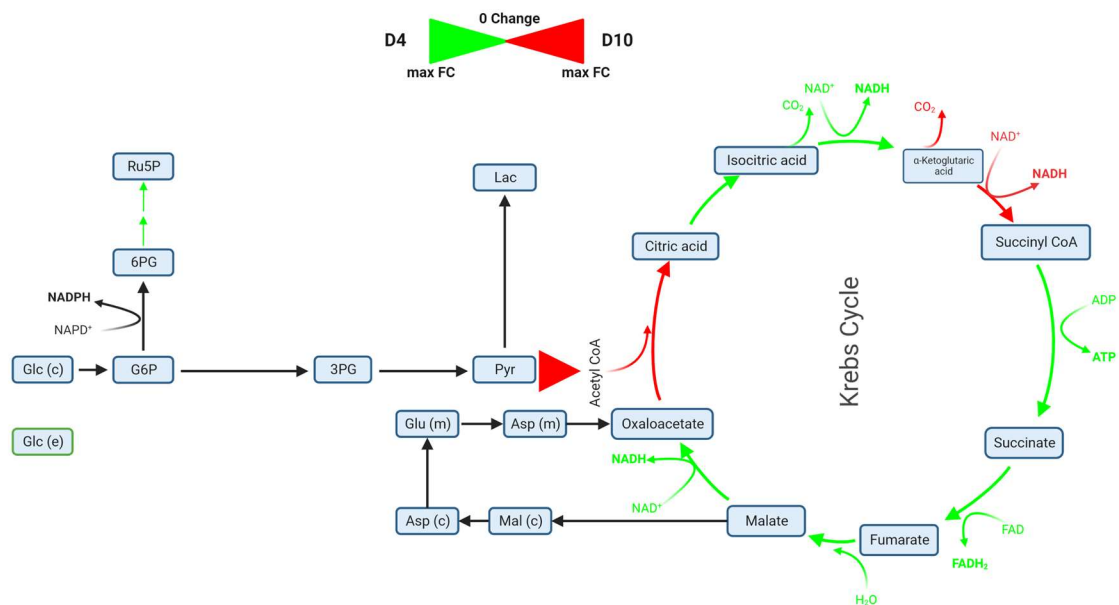 0 Change
D4
D10
max FC
max FC
CO₂
NAD⁺
NADH
CO₂
NAD⁺
NADH
Isocritic acid
α-Ketoglutaric
acid
Ru5P
Lac
Citric acid
Succinyl CoA
6PG
NADPH
NAPD⁺
Krebs Cycle
ADP
ATP
Glc (c)
G6P
3PG
Pyr
Acetyl CoA
Glc (e)
Glu (m)
Asp (m)
Oxaloacetate
Succinate
NADH
NAD⁺
Asp (c)
Mal (c)
Malate
Fumarate
FAD
FADH₂
H₂O